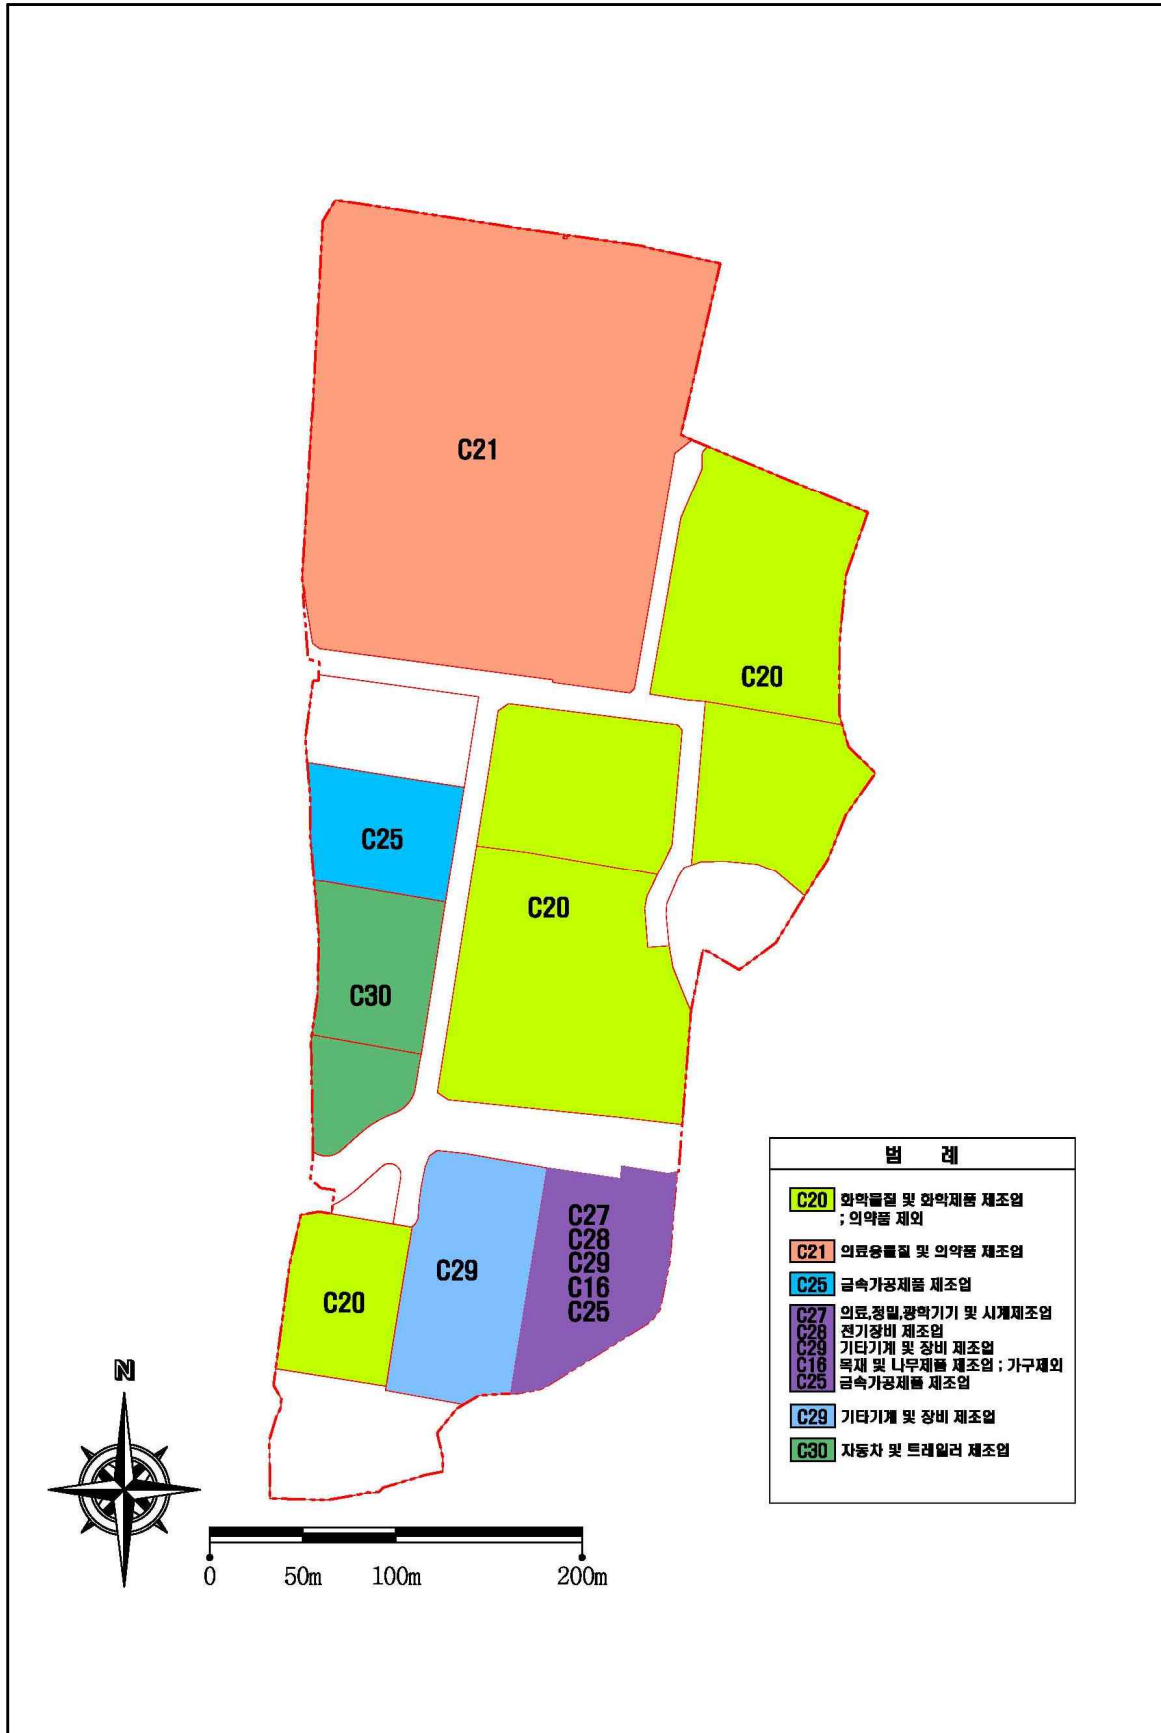 C21
C20
C25
C20
C30
C27
C28
C29
C16
C25
C29
C20
범 례
C20 화학물질 및 화학제품 제조업
; 의약품 제외
C21 의료용물질 및 의약품 제조업
C25 금속가공제품 제조업
C27 의료,정밀,광학기기 및 시계제조업
C28 전기장비 제조업
C29 기타기계 및 장비 제조업
C16 목재 및 나무제품 제조업 ; 가구제외
C25 금속가공제품 제조업
C29 기타기계 및 장비 제조업
C30 자동차 및 트레일러 제조업
N
0 50m 100m 200m